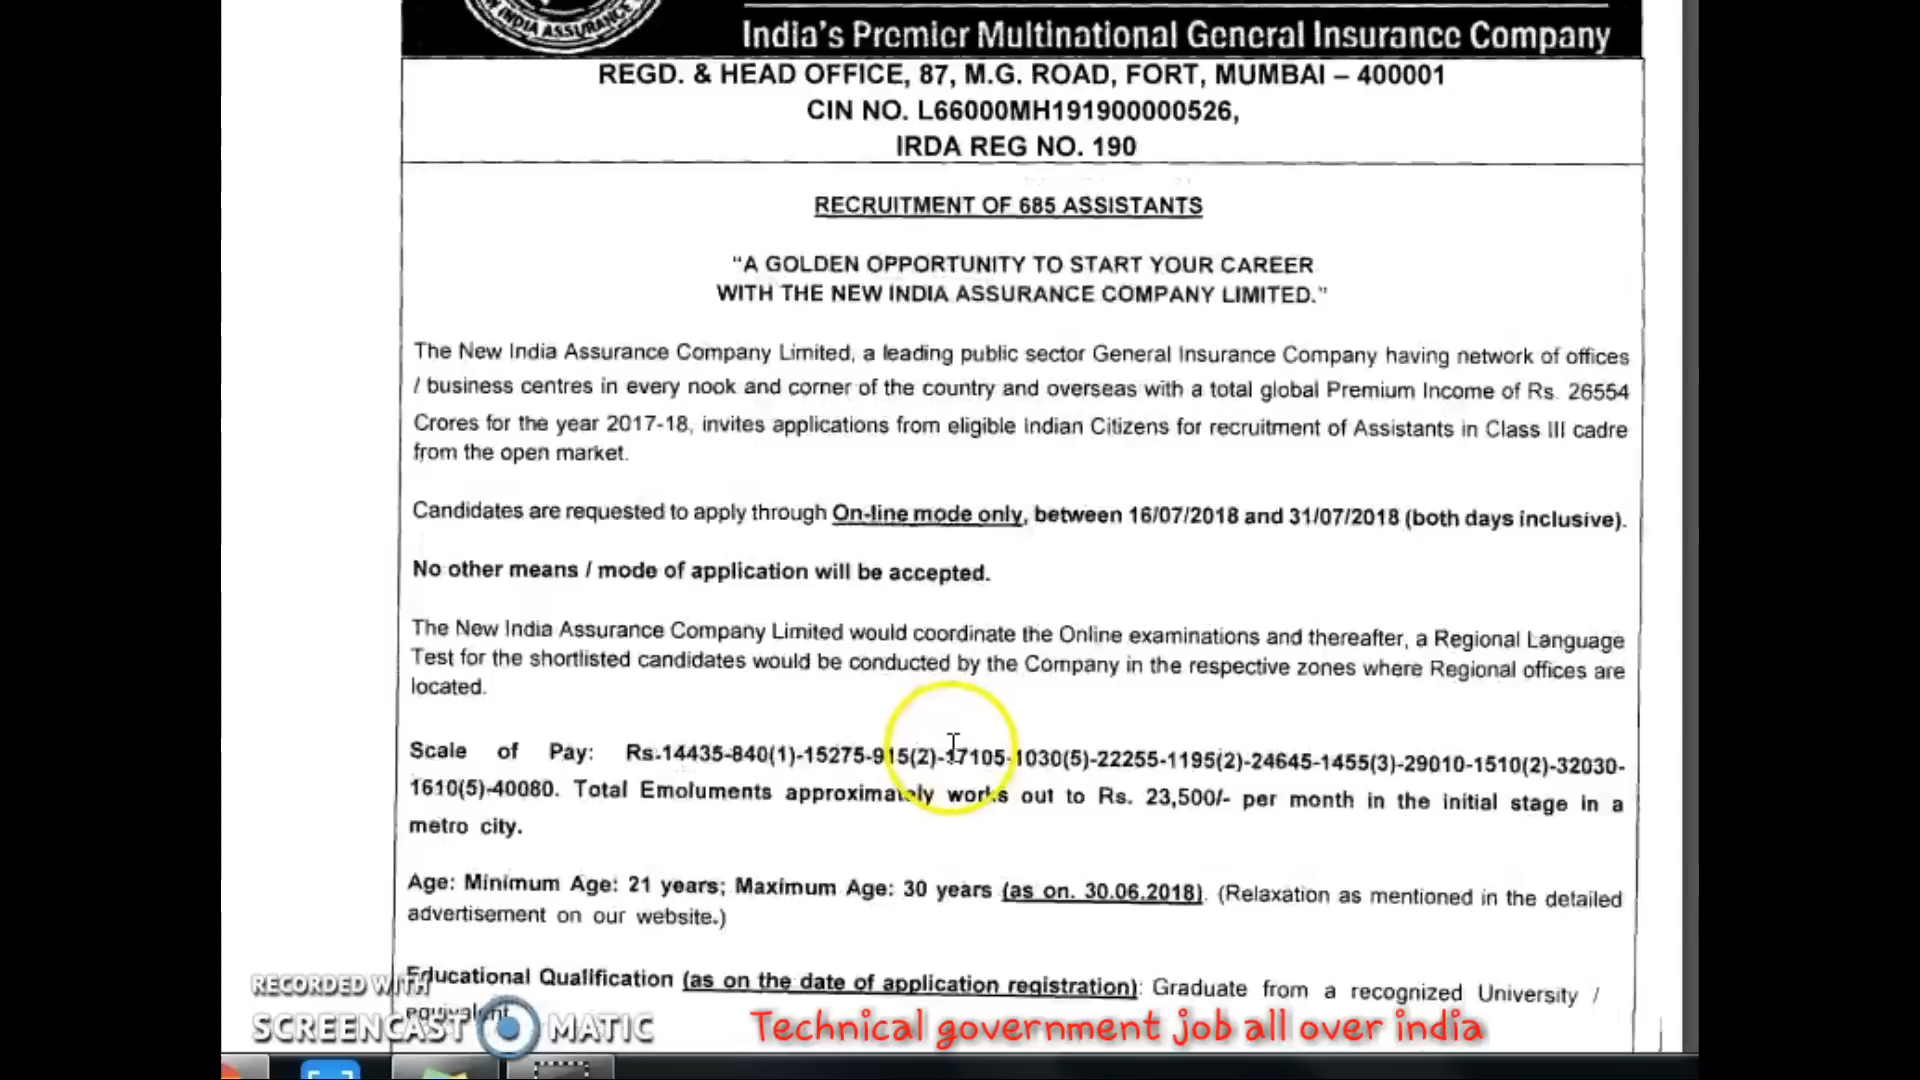 INDIA ASSURANCE
India's Premier Multinational General Insurance Company
REGD. & HEAD OFFICE, 87, M.G. ROAD, FORT, MUMBAI – 400001
CIN NO. L66000MH191900000526,
IRDA REG NO. 190
RECRUITMENT OF 685 ASSISTANTS
"A GOLDEN OPPORTUNITY TO START YOUR CAREER
WITH THE NEW INDIA ASSURANCE COMPANY LIMITED."
The New India Assurance Company Limited, a leading public sector General Insurance Company having network of offices
/ business centres in every nook and corner of the country and overseas with a total global Premium Income of Rs. 26554
Crores for the year 2017-18, invites applications from eligible Indian Citizens for recruitment of Assistants in Class III cadre
from the open market.
Candidates are requested to apply through On-line mode only, between 16/07/2018 and 31/07/2018 (both days inclusive).
No other means / mode of application will be accepted.
The New India Assurance Company Limited would coordinate the Online examinations and thereafter, a Regional Language
Test for the shortlisted candidates would be conducted by the Company in the respective zones where Regional offices are
located.
Scale of Pay: Rs.14435-840(1)-15275-915(2)-17105-1030(5)-22255-1195(2)-24645-1455(3)-29010-1510(2)-32030-
1610(5)-40080. Total Emoluments approximately works out to Rs. 23,500/- per month in the initial stage in a
metro city.
Age: Minimum Age: 21 years; Maximum Age: 30 years (as on. 30.06.2018). (Relaxation as mentioned in the detailed
advertisement on our website.)
Educational Qualification (as on the date of application registration): Graduate from a recognized University /
equivalent
RECORDED WITH
SCREENCAST MATIC
Technical government job all over india